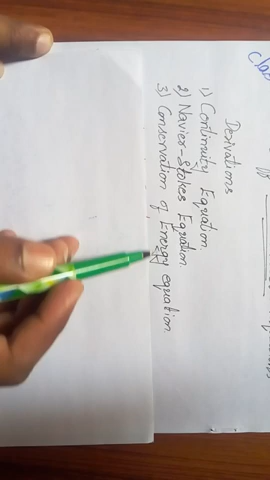 Derivations
1) Continuity Equation.
2) Navier-Stokes Equation.
3) Conservation of Energy equation